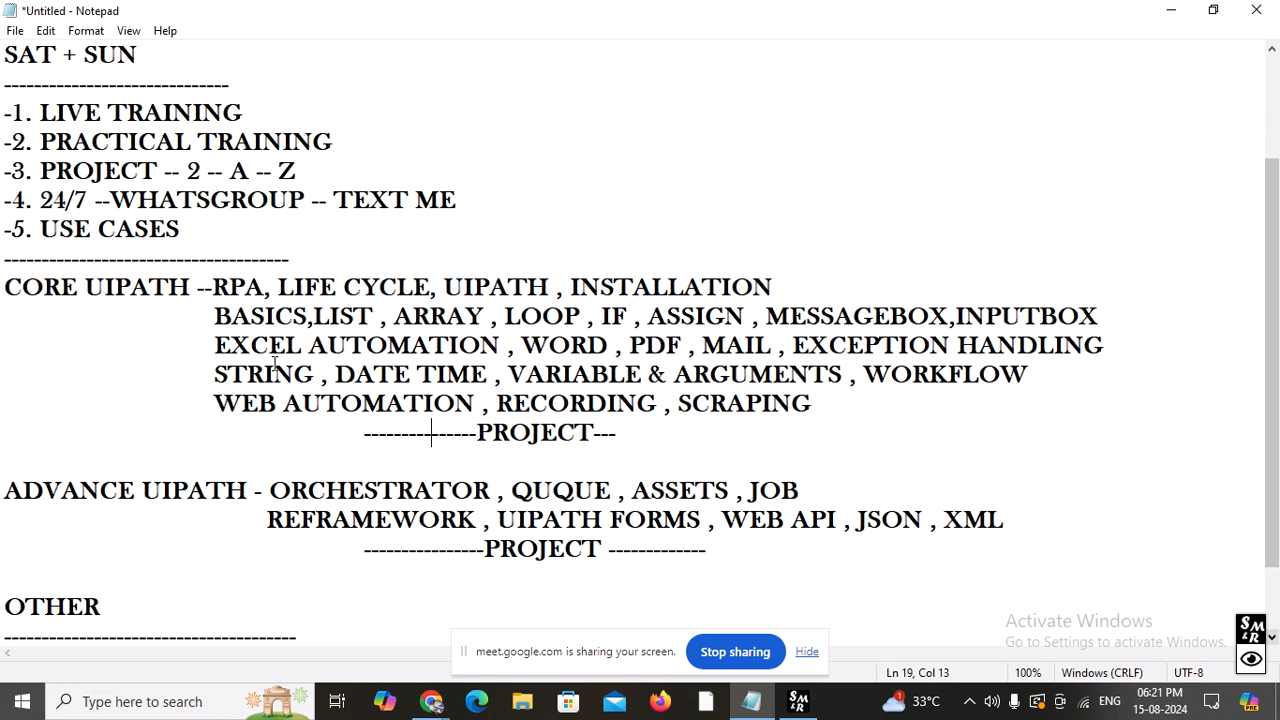 *Untitled - Notepad
File Edit Format View Help
SAT + SUN
------------------------------
-1. LIVE TRAINING
-2. PRACTICAL TRAINING
-3. PROJECT -- 2 -- A -- Z
-4. 24/7 --WHATSGROUP -- TEXT ME
-5. USE CASES
--------------------------------------
CORE UIPATH --RPA, LIFE CYCLE, UIPATH , INSTALLATION
BASICS,LIST , ARRAY , LOOP , IF , ASSIGN , MESSAGEBOX,INPUTBOX
EXCEL AUTOMATION , WORD , PDF , MAIL , EXCEPTION HANDLING
STRING , DATE TIME , VARIABLE & ARGUMENTS , WORKFLOW
WEB AUTOMATION , RECORDING , SCRAPING
---------------PROJECT---
ADVANCE UIPATH - ORCHESTRATOR , QUQUE , ASSETS , JOB
REFRAMEWORK , UIPATH FORMS , WEB API , JSON , XML
----------------PROJECT -------------
OTHER
---------------------------------------
Activate Windows
Go to Settings to activate Windows.
meet.google.com is sharing your screen. Stop sharing Hide
Ln 19, Col 13 100% Windows (CRLF) UTF-8
Type here to search
33°C ENG 06:21 PM
15-08-2024
SM
&R